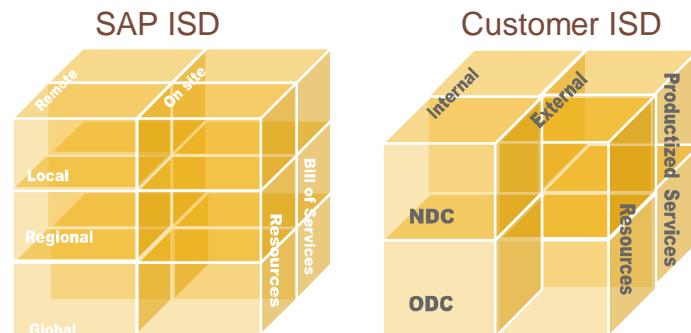 SAP ISD
Customer ISD
Remote
On site
Local
Regional
Global
Resources
Bill of Services
Internal
External
NDC
ODC
Resources
Productized Services